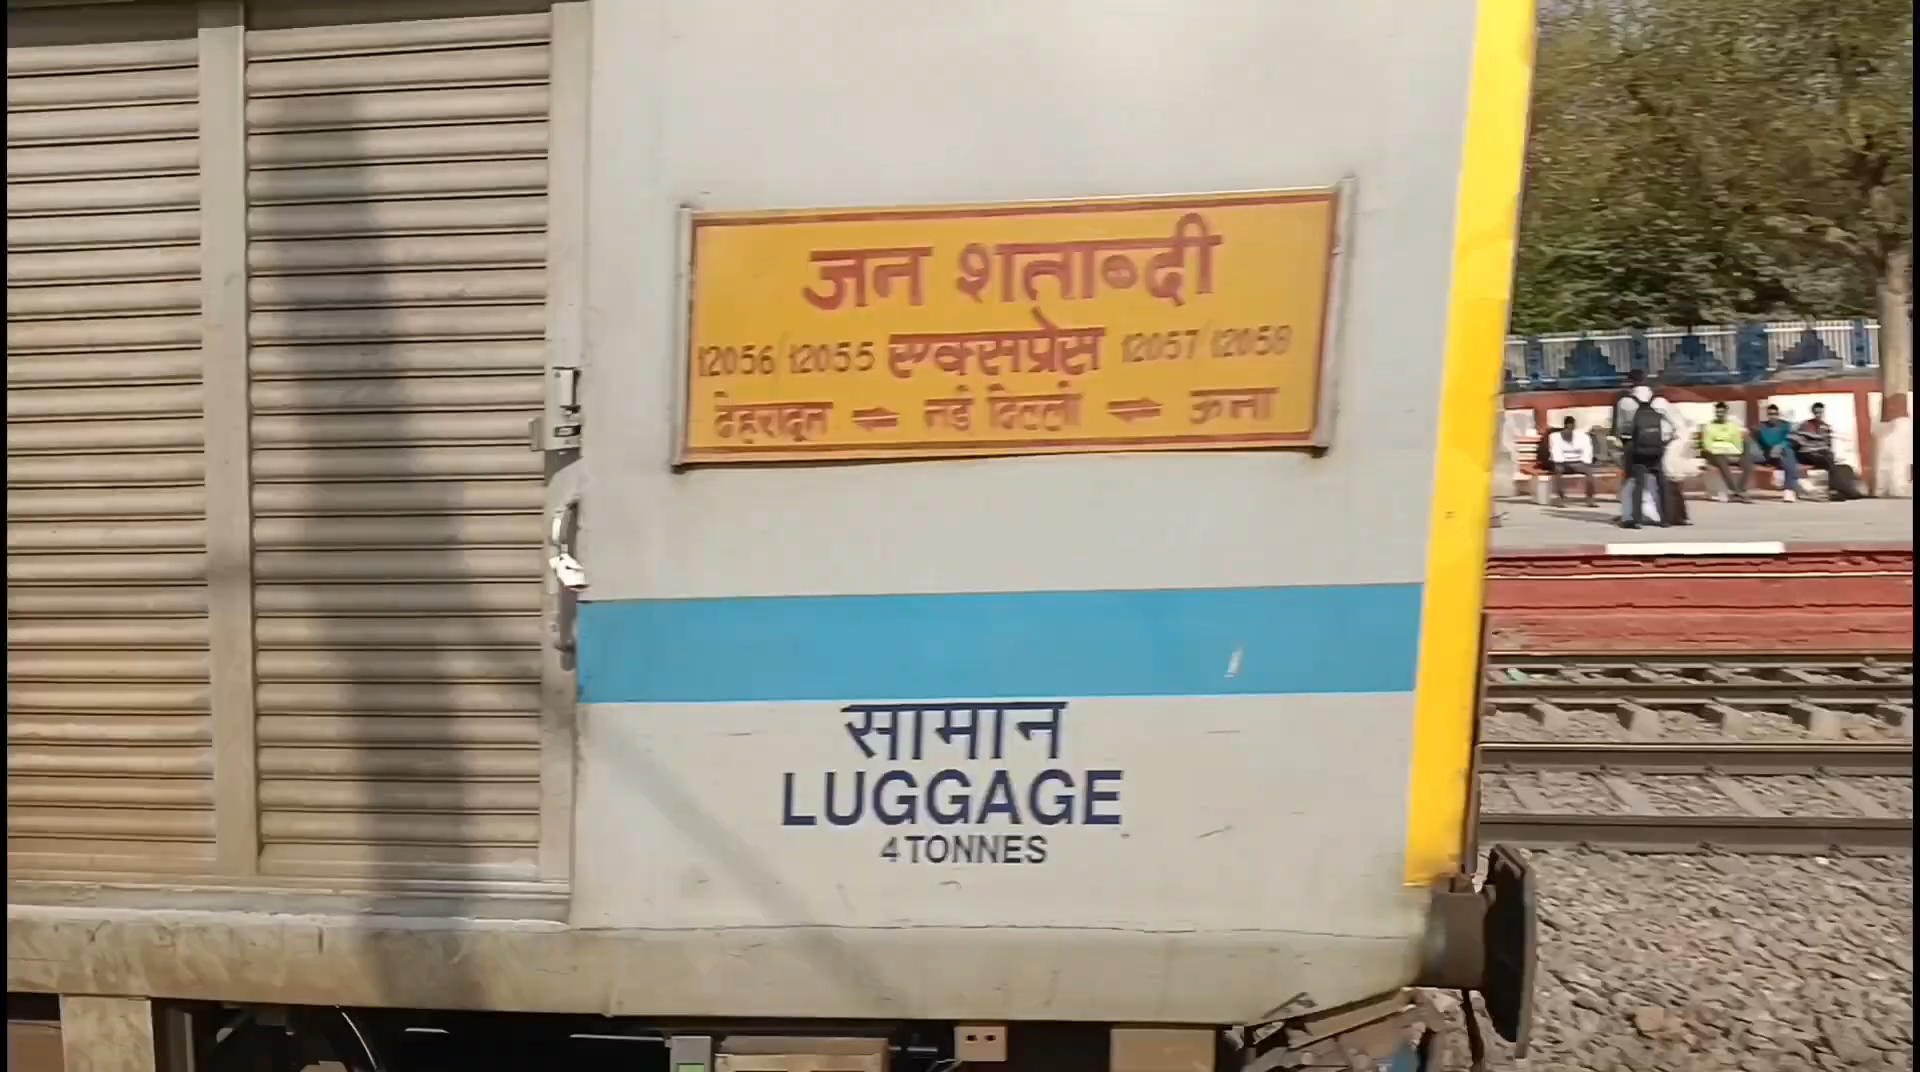 जन शताब्दी
12056/12055 एक्सप्रेस 12057/12058
देहरादून ⇌ नई दिल्ली ⇌ ऊना
सामान
LUGGAGE
4 TONNES